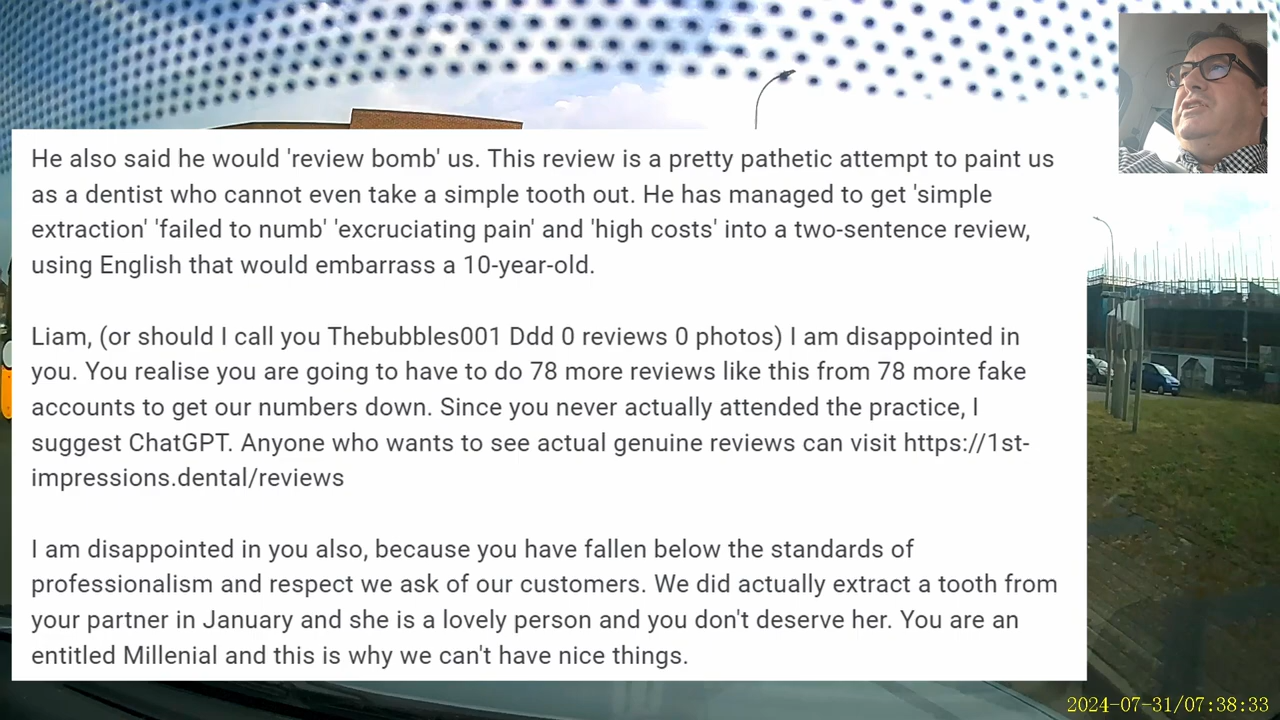 He also said he would 'review bomb' us. This review is a pretty pathetic attempt to paint us
as a dentist who cannot even take a simple tooth out. He has managed to get 'simple
extraction' 'failed to numb' 'excruciating pain' and 'high costs' into a two-sentence review,
using English that would embarrass a 10-year-old.
Liam, (or should I call you Thebubbles001 Ddd 0 reviews 0 photos) I am disappointed in
you. You realise you are going to have to do 78 more reviews like this from 78 more fake
accounts to get our numbers down. Since you never actually attended the practice, I
suggest ChatGPT. Anyone who wants to see actual genuine reviews can visit https://1st-
impressions.dental/reviews
I am disappointed in you also, because you have fallen below the standards of
professionalism and respect we ask of our customers. We did actually extract a tooth from
your partner in January and she is a lovely person and you don't deserve her. You are an
entitled Millenial and this is why we can't have nice things.
2024-07-31/07:38:33